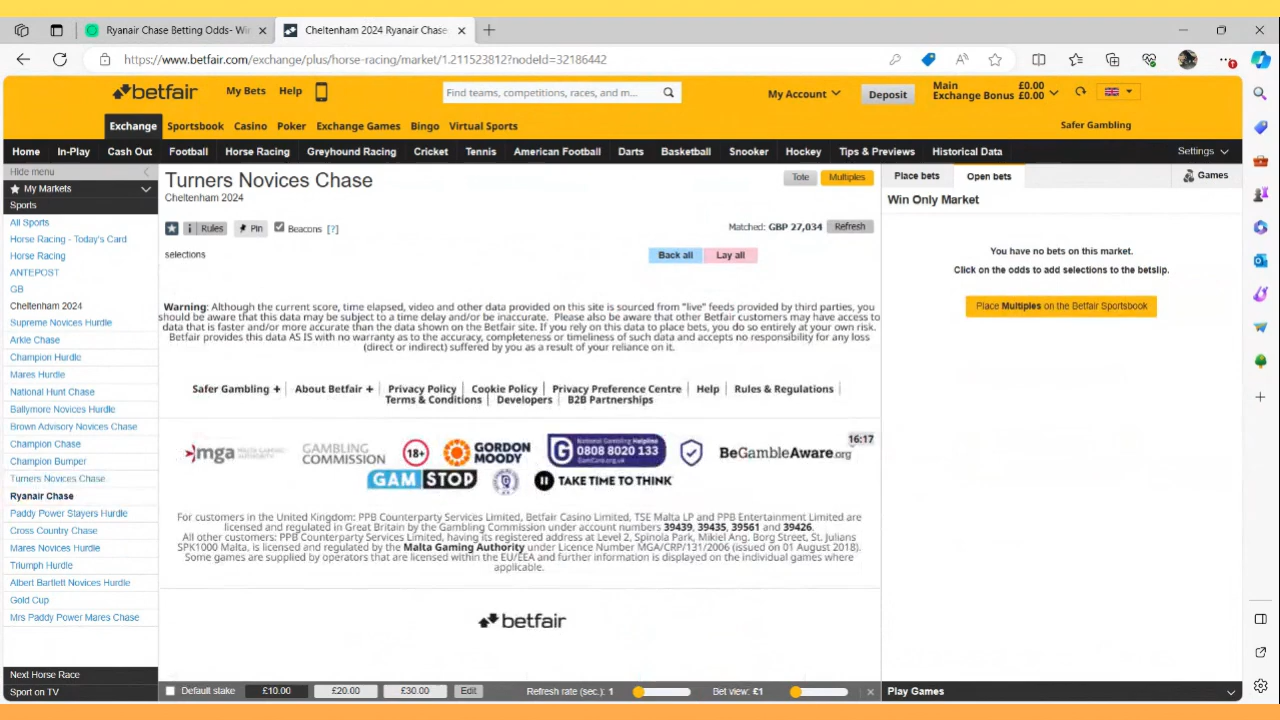 Ryanair Chase Betting Odds- Wi
Cheltenham 2024 Ryanair Chase
https://www.betfair.com/exchange/plus/horse-racing/market/1.211523812?nodeId=32186442
betfair
My Bets
Help
Find teams, competitions, races, and m...
My Account
Deposit
Main £0.00
Exchange Bonus £0.00
Exchange
Sportsbook
Casino
Poker
Exchange Games
Bingo
Virtual Sports
Safer Gambling
Home
In-Play
Cash Out
Football
Horse Racing
Greyhound Racing
Cricket
Tennis
American Football
Darts
Basketball
Snooker
Hockey
Tips & Previews
Historical Data
Settings
Hide menu
My Markets
Sports
All Sports
Horse Racing - Today's Card
Horse Racing
ANTEPOST
GB
Cheltenham 2024
Supreme Novices Hurdle
Arkle Chase
Champion Hurdle
Mares Hurdle
National Hunt Chase
Ballymore Novices Hurdle
Brown Advisory Novices Chase
Champion Chase
Champion Bumper
Turners Novices Chase
Ryanair Chase
Paddy Power Stayers Hurdle
Cross Country Chase
Mares Novices Hurdle
Triumph Hurdle
Albert Bartlett Novices Hurdle
Gold Cup
Mrs Paddy Power Mares Chase
Next Horse Race
Sport on TV
Turners Novices Chase
Cheltenham 2024
Tote
Multiples
Rules
Pin
Beacons [?]
Matched: GBP 27,034
Refresh
selections
Back all
Lay all
Warning: Although the current score, time elapsed, video and other data provided on this site is sourced from "live" feeds provided by third parties, you
should be aware that this data may be subject to a time delay and/or be inaccurate. Please also be aware that other Betfair customers may have access to
data that is faster and/or more accurate than the data shown on the Betfair site. If you rely on this data to place bets, you do so entirely at your own risk.
Betfair provides this data AS IS with no warranty as to the accuracy, completeness or timeliness of such data and accepts no responsibility for any loss
(direct or indirect) suffered by you as a result of your reliance on it.
Safer Gambling +
About Betfair +
Privacy Policy
Cookie Policy
Privacy Preference Centre
Help
Rules & Regulations
Terms & Conditions
Developers
B2B Partnerships
16:17
mga MALTA GAMING AUTHORITY
GAMBLING COMMISSION
18+
GORDON MOODY
National Gambling Helpline
0808 8020 133
GamCare.org.uk
BeGambleAware.org
GAMSTOP
TAKE TIME TO THINK
For customers in the United Kingdom: PPB Counterparty Services Limited, Betfair Casino Limited, TSE Malta LP and PPB Entertainment Limited are
licensed and regulated in Great Britain by the Gambling Commission under account numbers 39439, 39435, 39561 and 39426.
All other customers: PPB Counterparty Services Limited, having its registered address at Level 2, Spinola Park, Mikiel Ang. Borg Street, St. Julians
SPK1000 Malta, is licensed and regulated by the Malta Gaming Authority under Licence Number MGA/CRP/131/2006 (issued on 01 August 2018).
Some games are supplied by operators that are licensed within the EU/EEA and further information is displayed on the individual games where
applicable.
betfair
Default stake
£10.00
£20.00
£30.00
Edit
Refresh rate (sec.): 1
Bet view: £1
Place bets
Open bets
Games
Win Only Market
You have no bets on this market.
Click on the odds to add selections to the betslip.
Place Multiples on the Betfair Sportsbook
Play Games